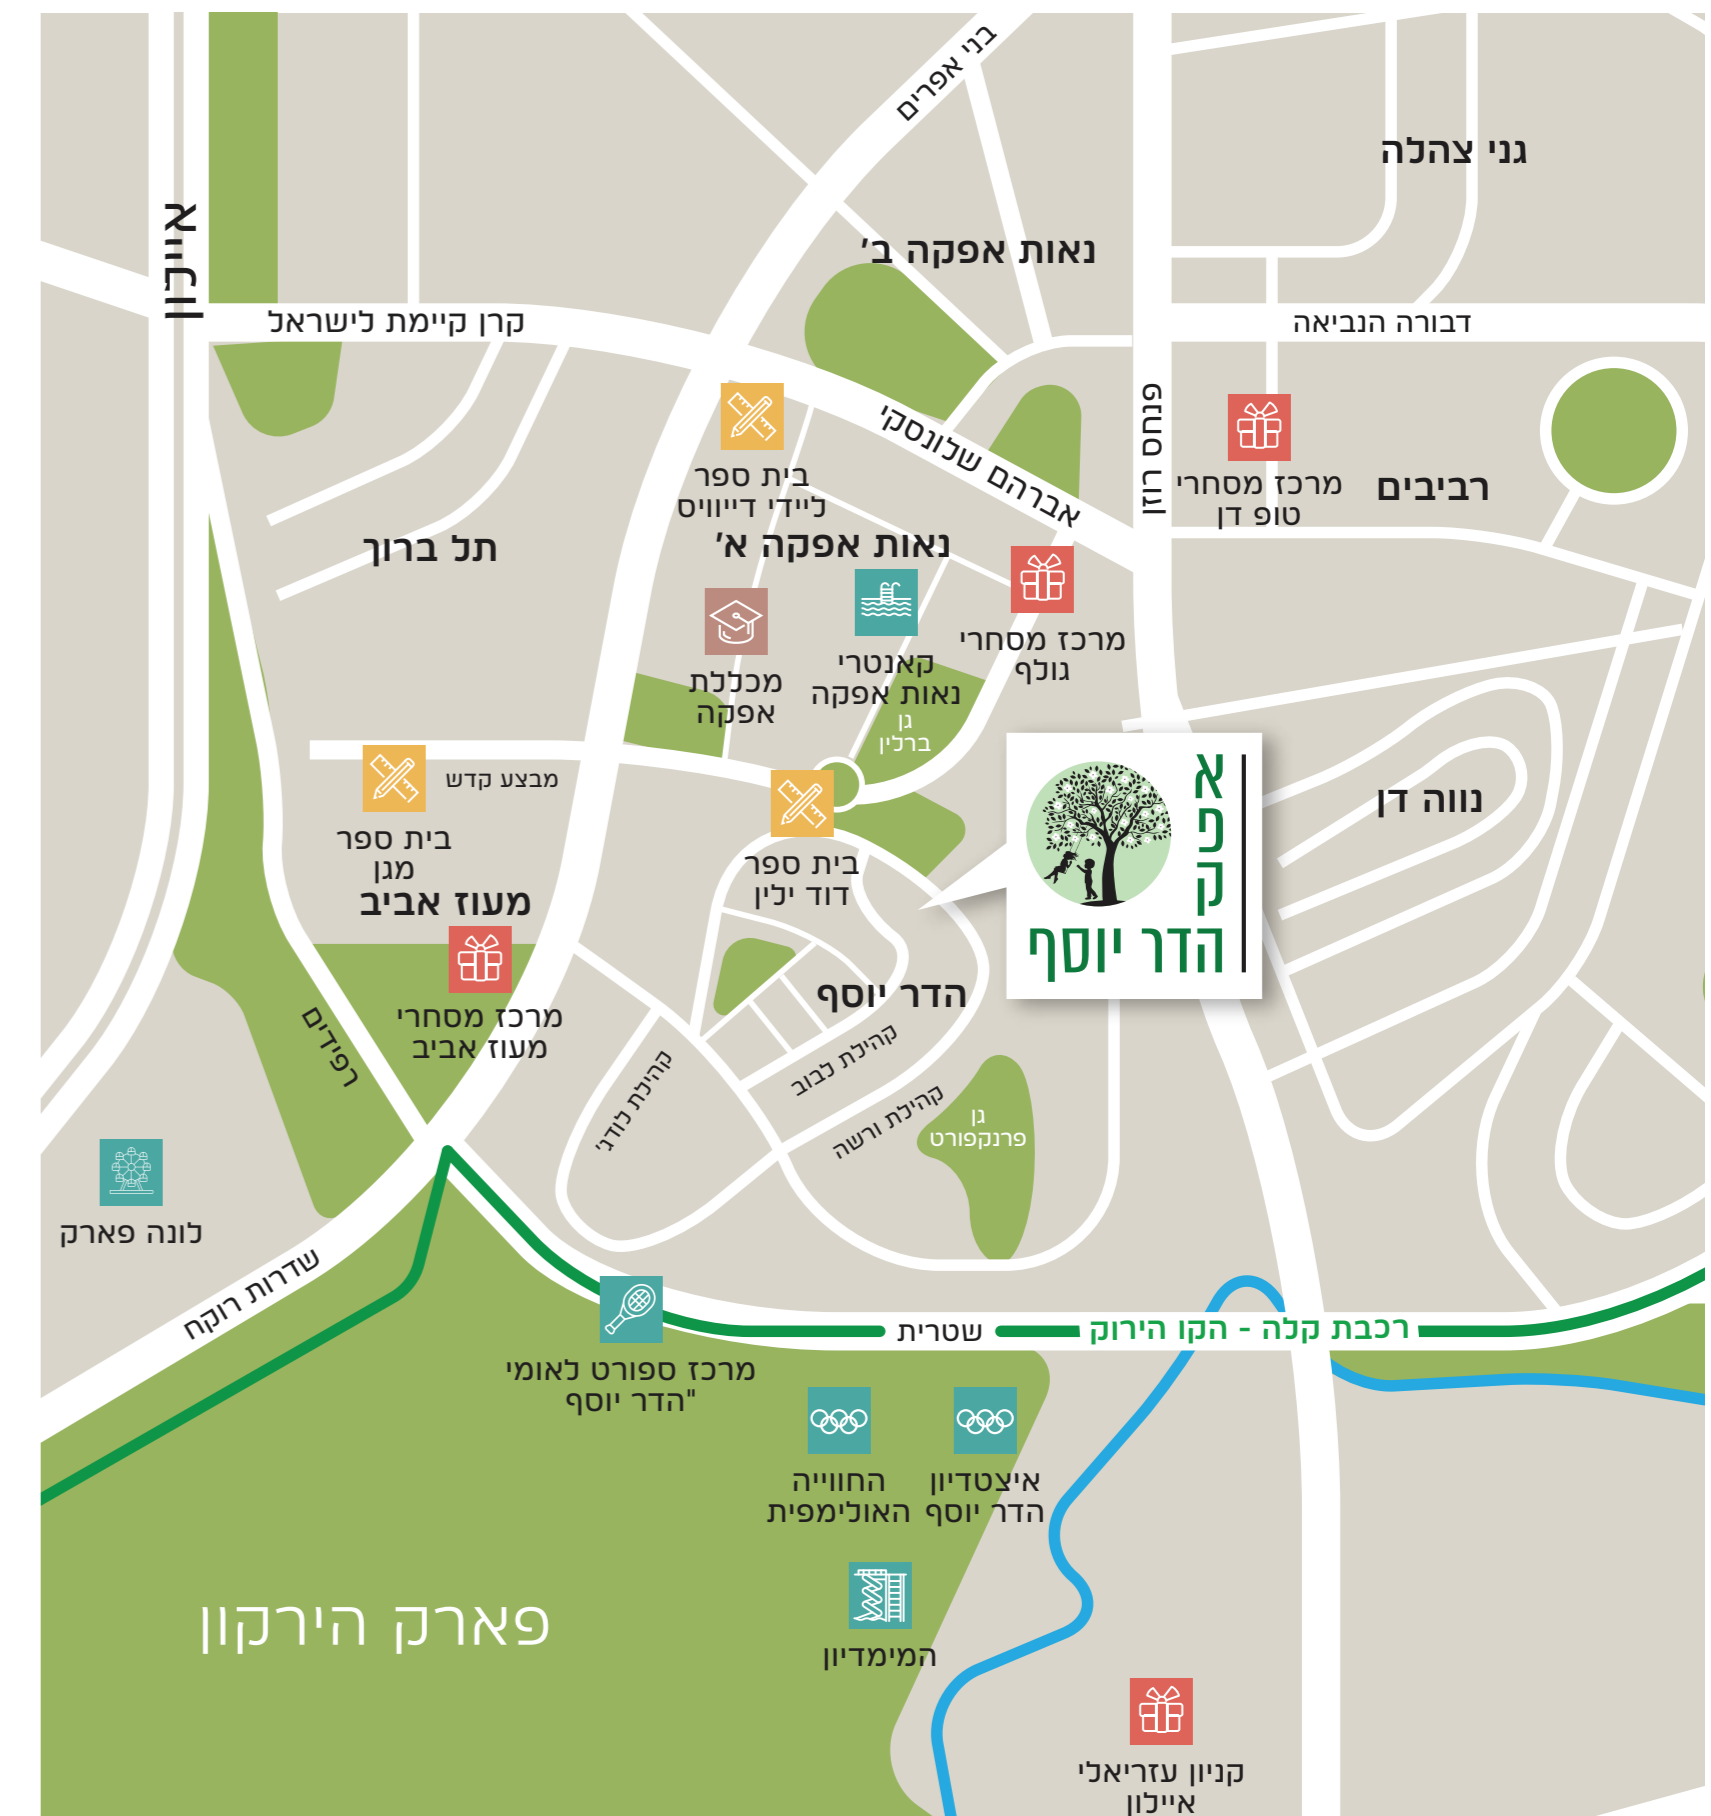 בני אפרים
גני צהלה
איילון
נאות אפקה ב'
קרן קיימת לישראל
דבורה הנביאה
פנחס רוזן
אברהם שלונסקי
בית ספר
ליידי דייוויס
מרכז מסחרי
טופ דן
רביבים
תל ברוך
נאות אפקה א'
מרכז מסחרי
גולף
קאנטרי
נאות אפקה
מכללת
אפקה
גן
ברלין
מבצע קדש
בית ספר
מגן
מעוז אביב
בית ספר
דוד ילין
אפק
הדר יוסף
נווה דן
הדר יוסף
מרכז מסחרי
מעוז אביב
רפידים
קהילת לבוב
קהילת לודג'
קהילת ורשה
גן
פרנקפורט
לונה פארק
שדרות רוקח
רכבת קלה - הקו הירוק
שטרית
מרכז ספורט לאומי
"הדר יוסף
איצטדיון
הדר יוסף
החווייה
האולימפית
פארק הירקון
המימדיון
קניון עזריאלי
איילון